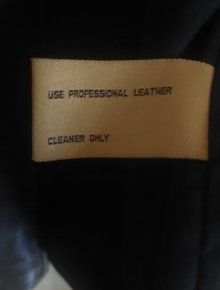 USE PROFESSIONAL LEATHER
CLEANER ONLY